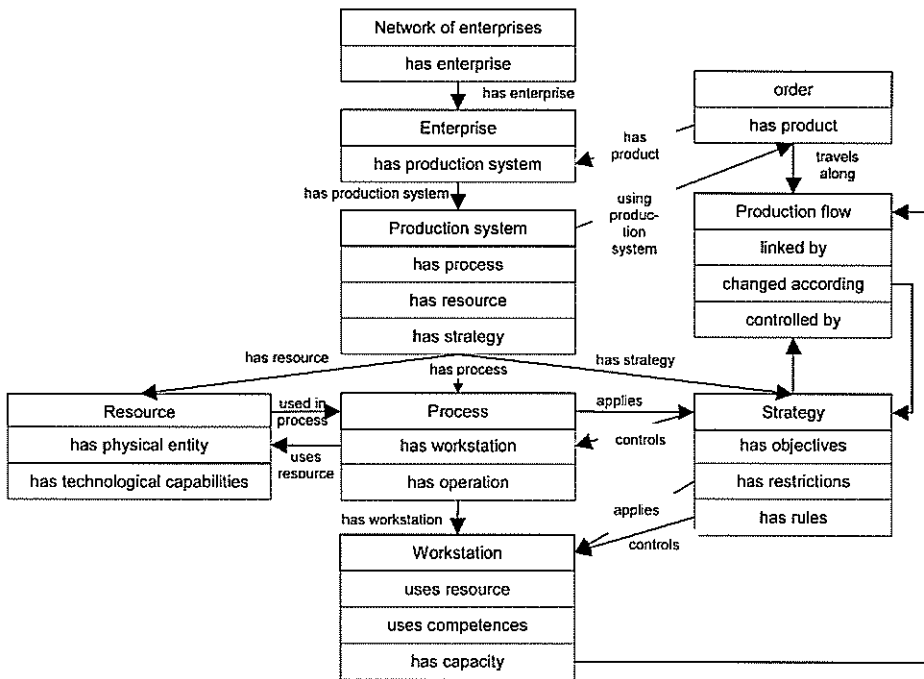 Network of enterprises
has enterprise
has enterprise
order
has product
Enterprise
has production system
has
product
travels
along
has production system
using
produc-
tion
system
Production system
has process
has resource
has strategy
Production flow
linked by
changed according
controlled by
has resource
has process
has strategy
Resource
has physical entity
has technological capabilities
used in
process
uses
resource
Process
has workstation
has operation
applies
controls
Strategy
has objectives
has restrictions
has rules
has workstation
applies
controls
Workstation
uses resource
uses competences
has capacity